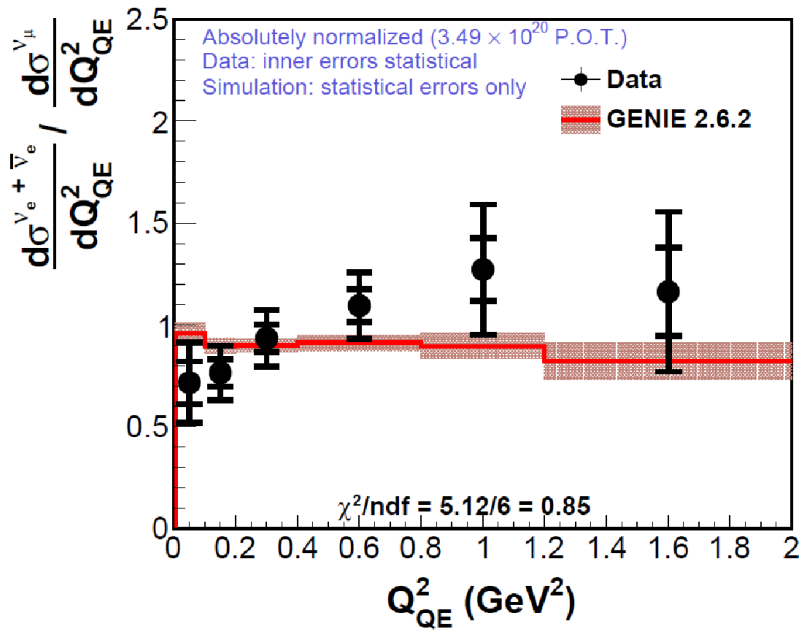 dσ^{ν_e + ν̄_e}/dQ²_QE / dσ^{ν_μ}/dQ²_QE
Absolutely normalized (3.49 × 10²⁰ P.O.T.)
Data: inner errors statistical
Simulation: statistical errors only
Data
GENIE 2.6.2
2.5
2
1.5
1
0.5
0
χ²/ndf = 5.12/6 = 0.85
0 0.2 0.4 0.6 0.8 1 1.2 1.4 1.6 1.8 2
Q²_QE (GeV²)